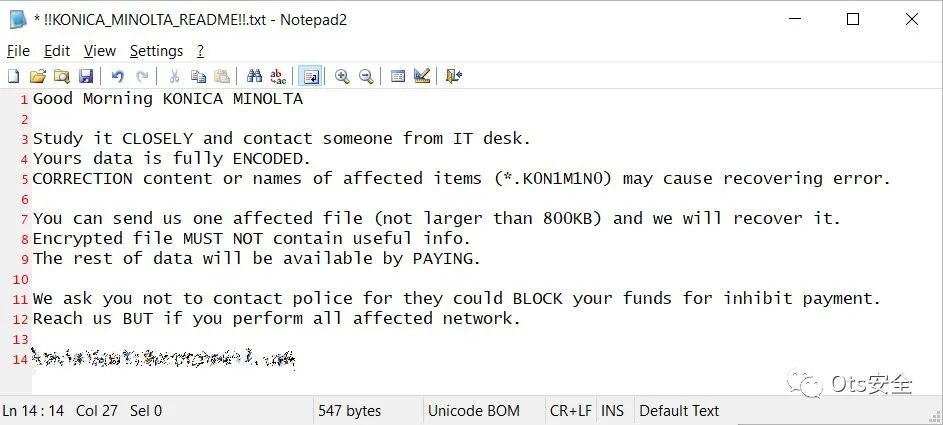 * !!KONICA_MINOLTA_README!!.txt - Notepad2
File Edit View Settings ?
1 Good Morning KONICA MINOLTA
2
3 Study it CLOSELY and contact someone from IT desk.
4 Yours data is fully ENCODED.
5 CORRECTION content or names of affected items (*.K0N1M1N0) may cause recovering error.
6
7 You can send us one affected file (not larger than 800KB) and we will recover it.
8 Encrypted file MUST NOT contain useful info.
9 The rest of data will be available by PAYING.
10
11 We ask you not to contact police for they could BLOCK your funds for inhibit payment.
12 Reach us BUT if you perform all affected network.
13
14
Ots安全
Ln 14 : 14 Col 27 Sel 0 547 bytes Unicode BOM CR+LF INS Default Text